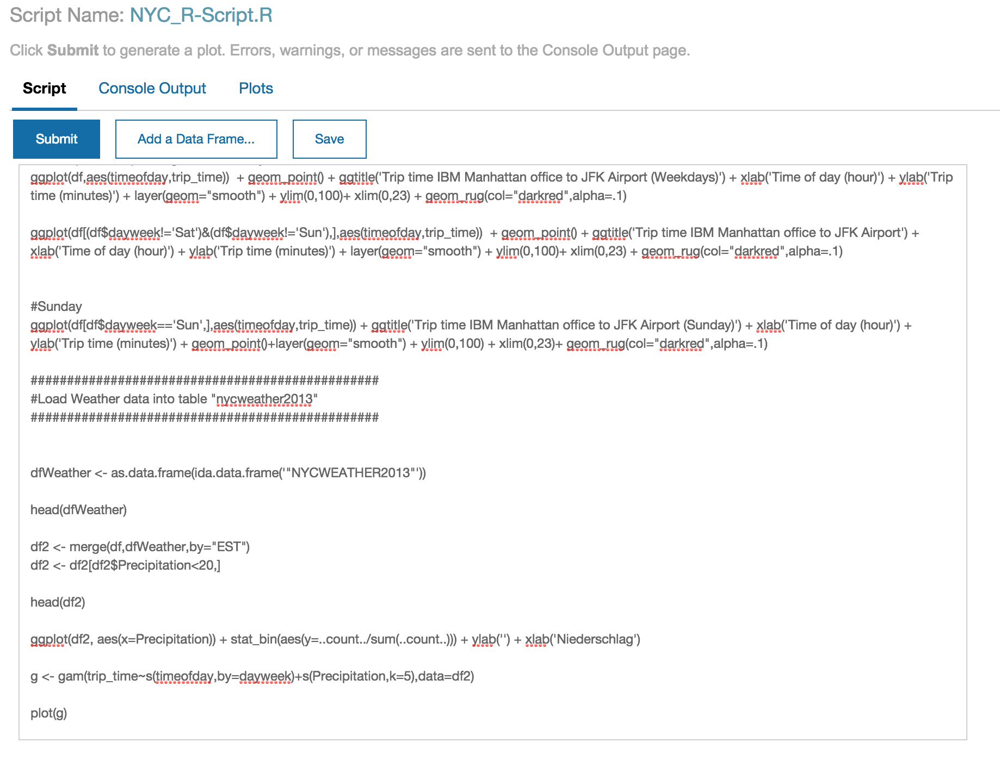 Script Name: NYC_R-Script.R
Click Submit to generate a plot. Errors, warnings, or messages are sent to the Console Output page.
Script Console Output Plots
Submit Add a Data Frame... Save
ggplot(df,aes(timeofday,trip_time))  + geom_point() + ggtitle('Trip time IBM Manhattan office to JFK Airport (Weekdays)') + xlab('Time of day (hour)') + ylab('Trip
time (minutes)') + layer(geom="smooth") + ylim(0,100)+ xlim(0,23) + geom_rug(col="darkred",alpha=.1)
ggplot(df[(df$dayweek!='Sat')&(df$dayweek!='Sun'),],aes(timeofday,trip_time))  + geom_point() + ggtitle('Trip time IBM Manhattan office to JFK Airport') +
xlab('Time of day (hour)') + ylab('Trip time (minutes)') + layer(geom="smooth") + ylim(0,100)+ xlim(0,23) + geom_rug(col="darkred",alpha=.1)
#Sunday
ggplot(df[df$dayweek=='Sun',],aes(timeofday,trip_time)) + ggtitle('Trip time IBM Manhattan office to JFK Airport (Sunday)') + xlab('Time of day (hour)') +
ylab('Trip time (minutes)') + geom_point()+layer(geom="smooth") + ylim(0,100) + xlim(0,23)+ geom_rug(col="darkred",alpha=.1)
################################################
#Load Weather data into table "nycweather2013"
################################################
dfWeather <- as.data.frame(ida.data.frame('"NYCWEATHER2013"'))
head(dfWeather)
df2 <- merge(df,dfWeather,by="EST")
df2 <- df2[df2$Precipitation<20,]
head(df2)
ggplot(df2, aes(x=Precipitation)) + stat_bin(aes(y=..count../sum(..count..))) + ylab('') + xlab('Niederschlag')
g <- gam(trip_time~s(timeofday,by=dayweek)+s(Precipitation,k=5),data=df2)
plot(g)